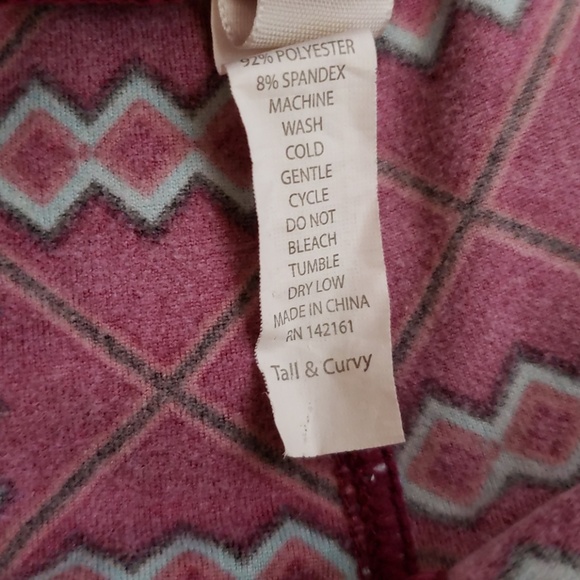 92% POLYESTER
8% SPANDEX
MACHINE
WASH
COLD
GENTLE
CYCLE
DO NOT
BLEACH
TUMBLE
DRY LOW
MADE IN CHINA
RN 142161
Tall & Curvy